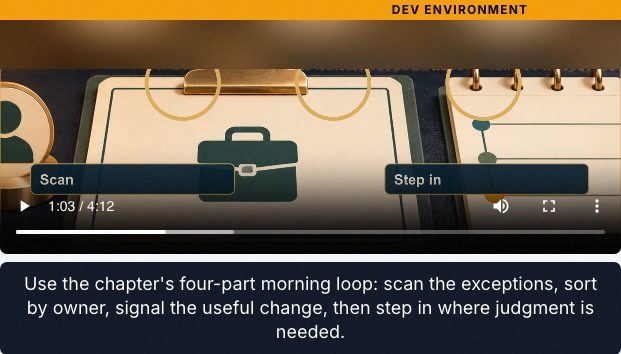 DEV ENVIRONMENT
Scan
Step in
1:03 / 4:12
Use the chapter's four-part morning loop: scan the exceptions, sort
by owner, signal the useful change, then step in where judgment is
needed.